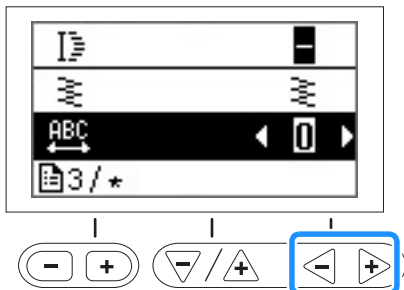 -
ABC 0
3/*
- + - / + - +